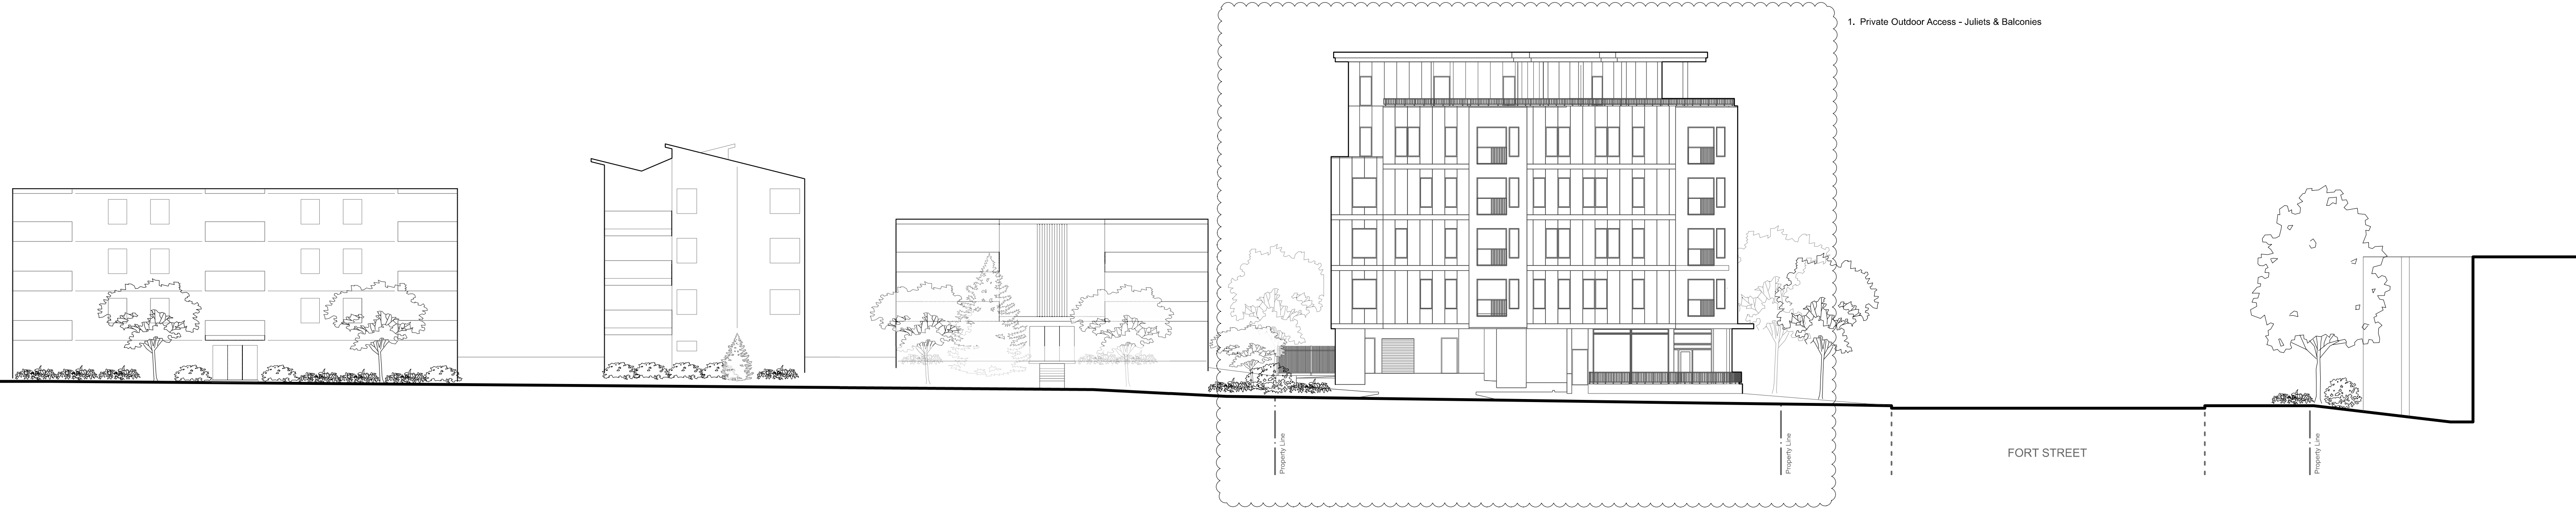 1. Private Outdoor Access - Juliets & Balconies
Property Line
Property Line
FORT STREET
Property Line